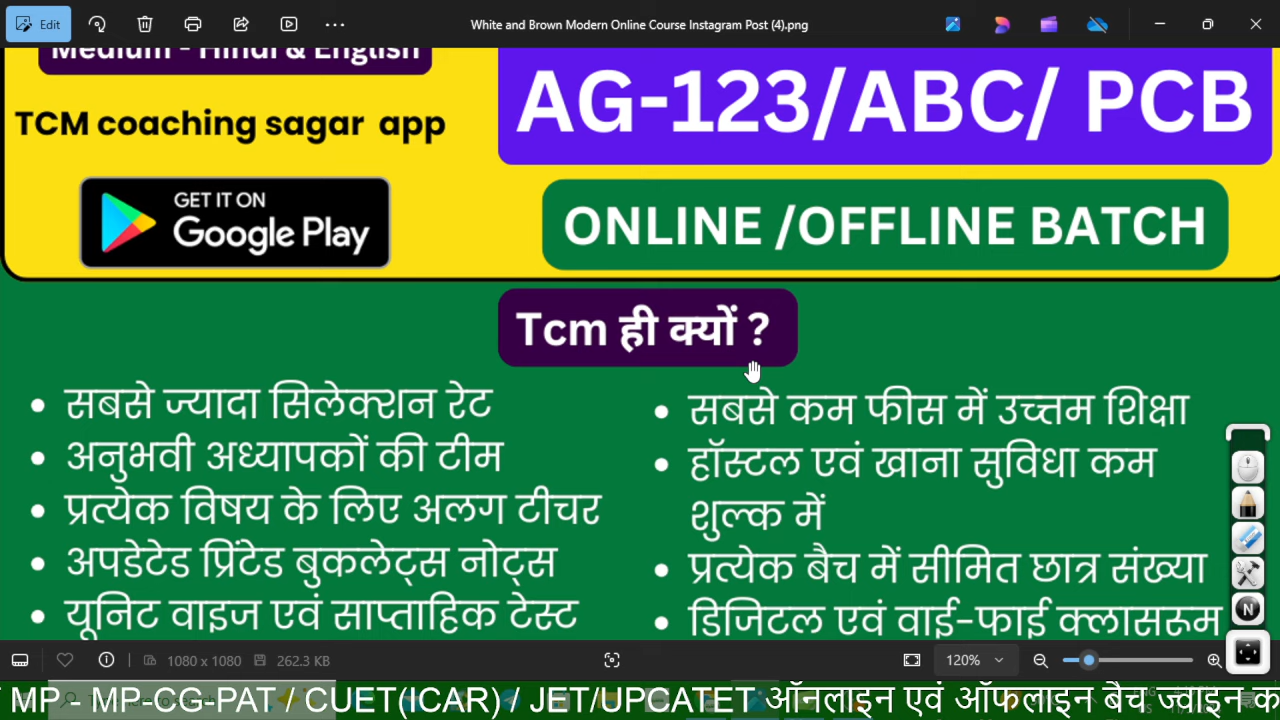 Edit
White and Brown Modern Online Course Instagram Post (4).png
Medium - Hindi & English
AG-123/ABC/ PCB
TCM coaching sagar app
GET IT ON
Google Play
ONLINE /OFFLINE BATCH
Tcm ही क्यों ?
• सबसे ज्यादा सिलेक्शन रेट
• अनुभवी अध्यापकों की टीम
• प्रत्येक विषय के लिए अलग टीचर
• अपडेटेड प्रिंटेड बुकलेट्स नोट्स
• यूनिट वाइज एवं साप्ताहिक टेस्ट
• सबसे कम फीस में उच्चतम शिक्षा
• हॉस्टल एवं खाना सुविधा कम
शुल्क में
• प्रत्येक बैच में सीमित छात्र संख्या
• डिजिटल एवं वाई-फाई क्लासरूम
N
1080 x 1080
262.3 KB
120%
MP - MP-CG-PAT / CUET(ICAR) / JET/UPCATET ऑनलाइन एवं ऑफलाइन बैच ज्वाइन क